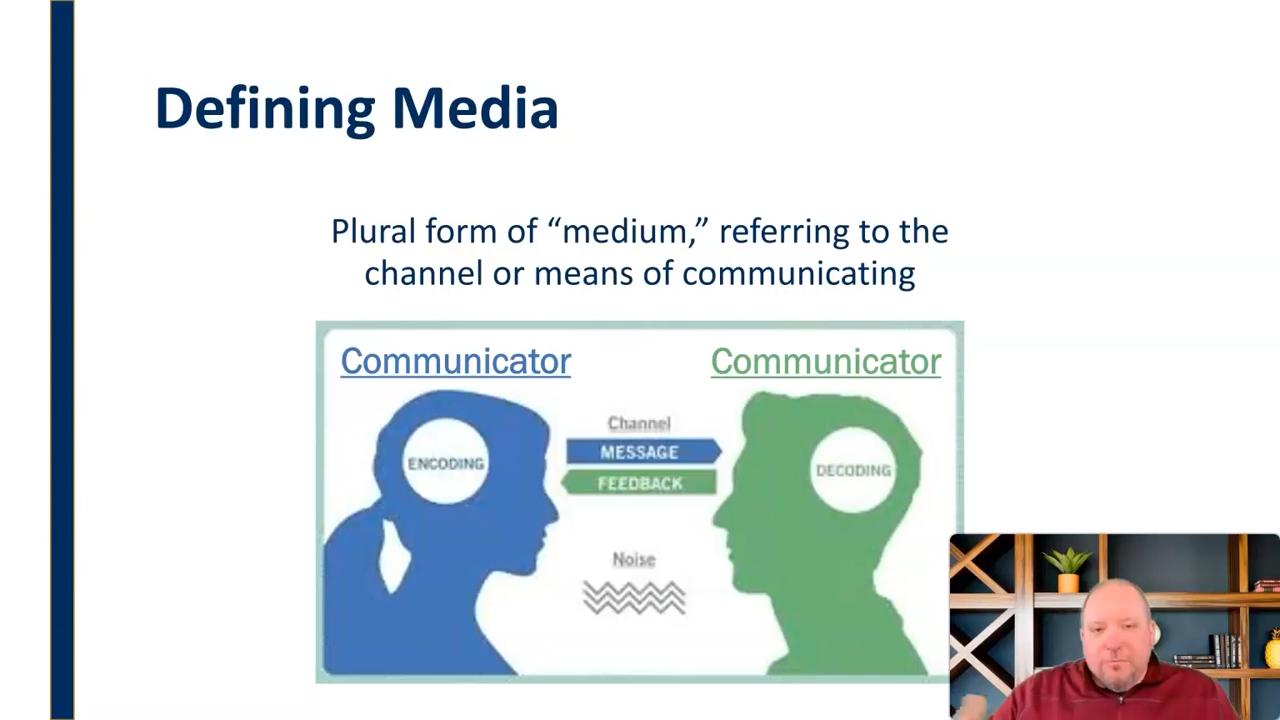 Defining Media
Plural form of “medium,” referring to the
channel or means of communicating
Communicator
Communicator
Channel
ENCODING
MESSAGE
DECODING
FEEDBACK
Noise